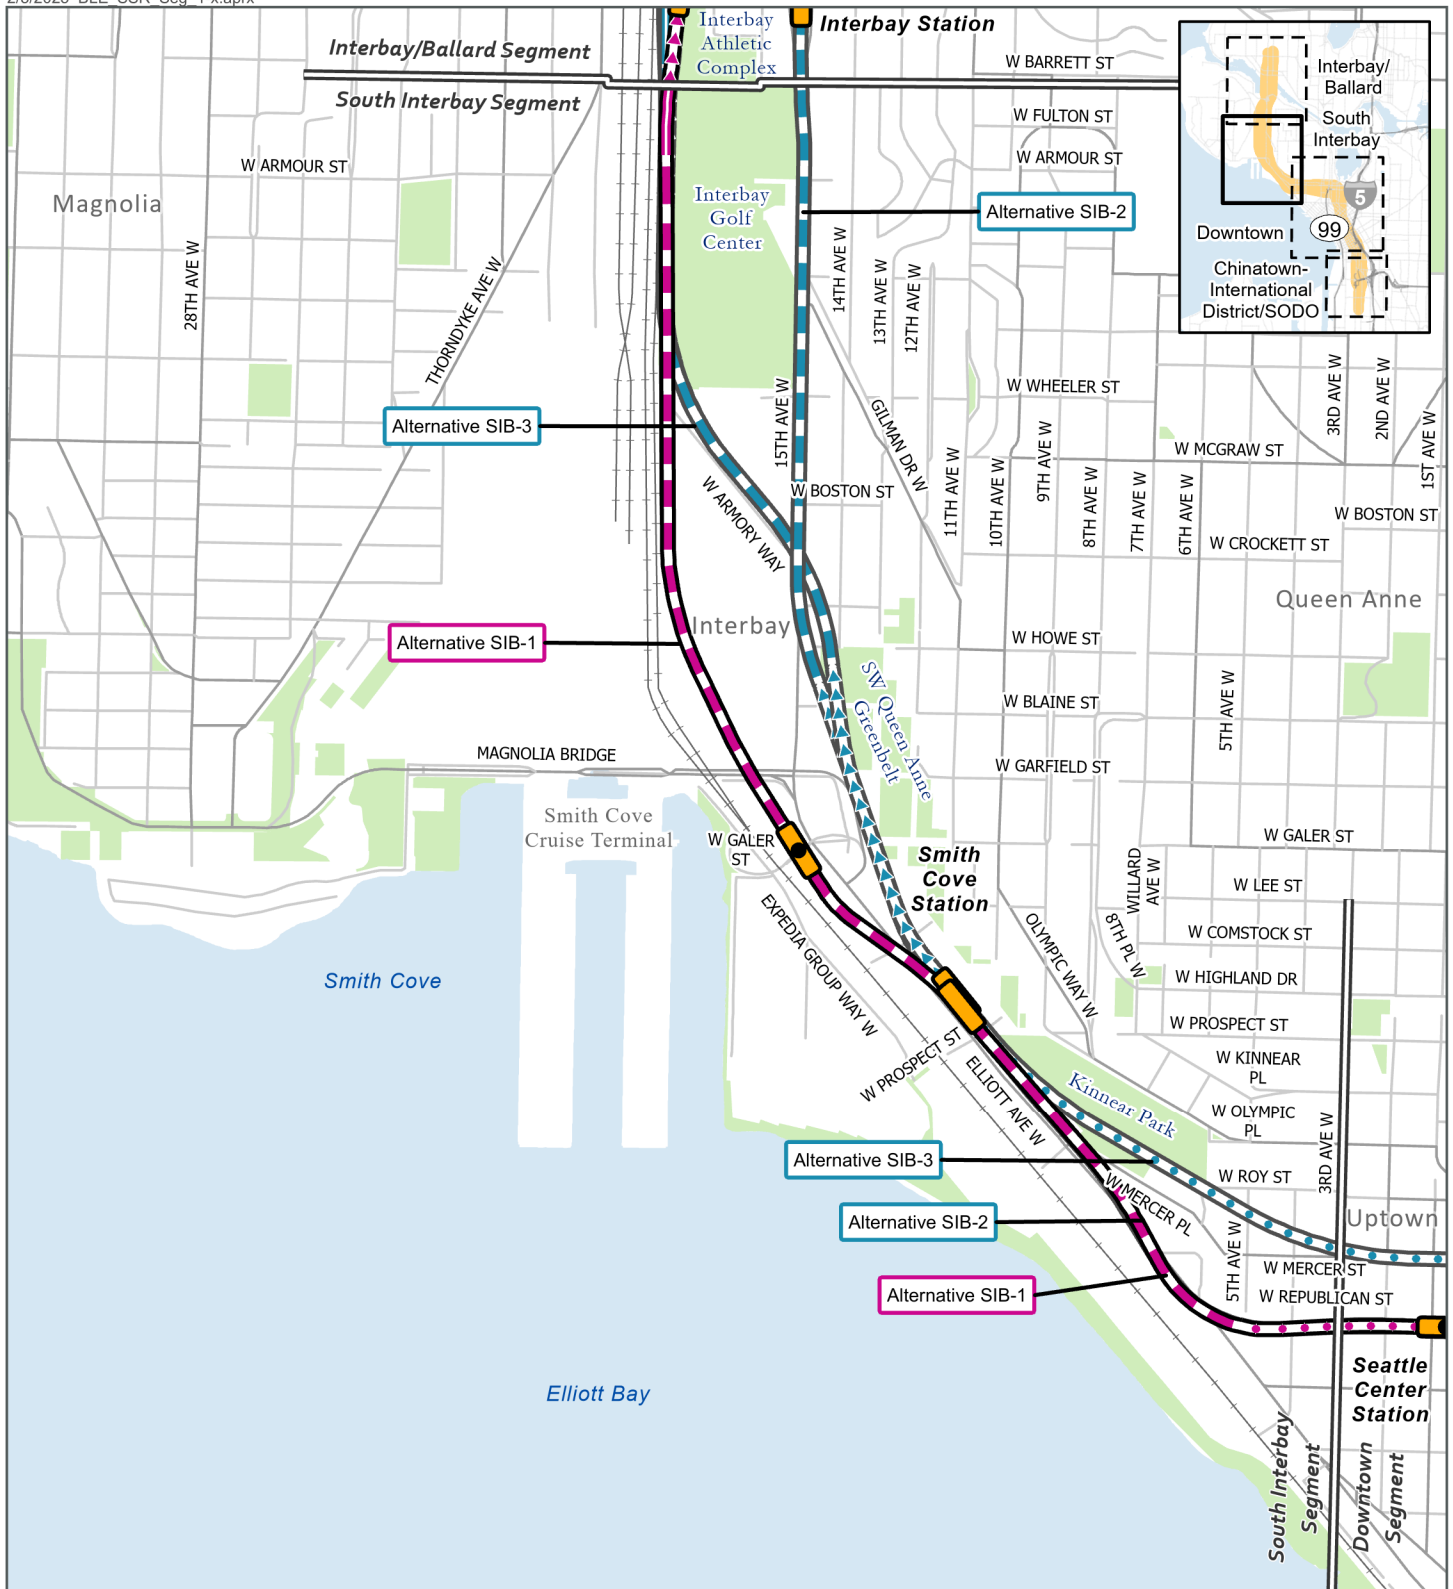 Interbay/Ballard Segment
South Interbay Segment
Interbay
Athletic
Complex
Interbay Station
W BARRETT ST
W FULTON ST
W ARMOUR ST
W ARMOUR ST
Magnolia
28TH AVE W
THORNDYKE AVE W
Interbay
Golf
Center
Alternative SIB-2
14TH AVE W
13TH AVE W
12TH AVE W
Interbay/
Ballard
South
Interbay
5
99
Downtown
Chinatown-
International
District/SODO
W WHEELER ST
3RD AVE W
2ND AVE W
1ST AVE W
Alternative SIB-3
15TH AVE W
GILMAN DR W
W MCGRAW ST
11TH AVE W
10TH AVE W
9TH AVE W
8TH AVE W
7TH AVE W
6TH AVE W
W BOSTON ST
W BOSTON ST
W ARMORY WAY
W CROCKETT ST
Queen Anne
Interbay
Alternative SIB-1
W HOWE ST
SW Queen Anne
Greenbelt
W BLAINE ST
5TH AVE W
MAGNOLIA BRIDGE
W GARFIELD ST
Smith Cove
Cruise Terminal
W GALER
ST
W GALER ST
Smith
Cove
Station
WILLARD
AVE W
W LEE ST
EXPEDIA GROUP WAY W
OLYMPIC WAY W
8TH PL W
W COMSTOCK ST
Smith Cove
W HIGHLAND DR
W PROSPECT ST
W PROSPECT ST
W KINNEAR
PL
ELLIOTT AVE W
Kinnear Park
W OLYMPIC
PL
3RD AVE W
Alternative SIB-3
W ROY ST
W MERCER PL
Alternative SIB-2
Uptown
5TH AVE W
W MERCER ST
Alternative SIB-1
W REPUBLICAN ST
Seattle
Center
Station
Elliott Bay
South Interbay
Segment
Downtown
Segment